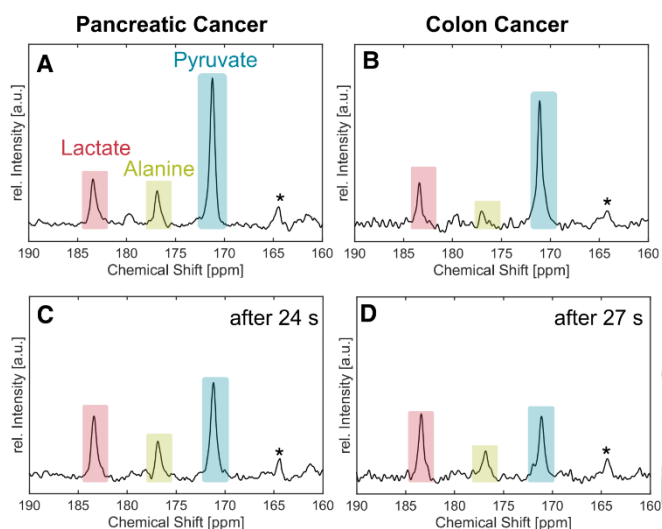 Pancreatic Cancer
Colon Cancer
A
Pyruvate
Lactate
Alanine
*
rel. Intensity [a.u.]
190 185 180 175 170 165 160
Chemical Shift [ppm]
B
*
rel. Intensity [a.u.]
190 185 180 175 170 165 160
Chemical Shift [ppm]
C
after 24 s
*
rel. Intensity [a.u.]
190 185 180 175 170 165 160
Chemical Shift [ppm]
D
after 27 s
*
rel. Intensity [a.u.]
190 185 180 175 170 165 160
Chemical Shift [ppm]